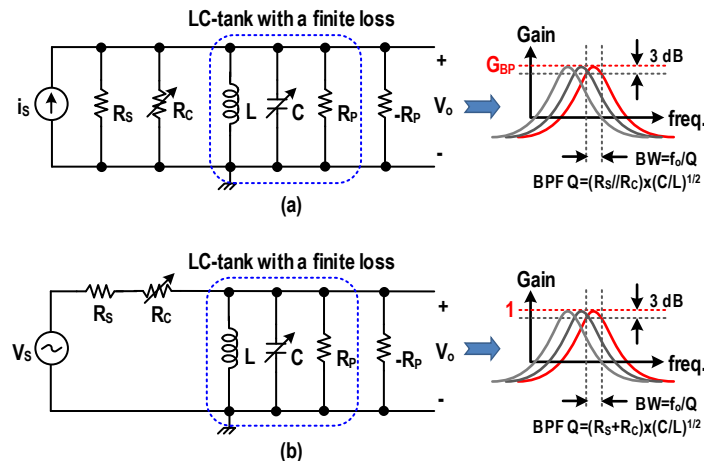 LC-tank with a finite loss
iS
RS
RC
L
C
RP
-RP
+
Vo
-
Gain
GBP
3 dB
freq.
BW=fo/Q
BPF Q=(RS//RC)x(C/L)1/2
(a)
LC-tank with a finite loss
VS
RS
RC
L
C
RP
-RP
+
Vo
-
Gain
1
3 dB
freq.
BW=fo/Q
BPF Q=(RS+RC)x(C/L)1/2
(b)